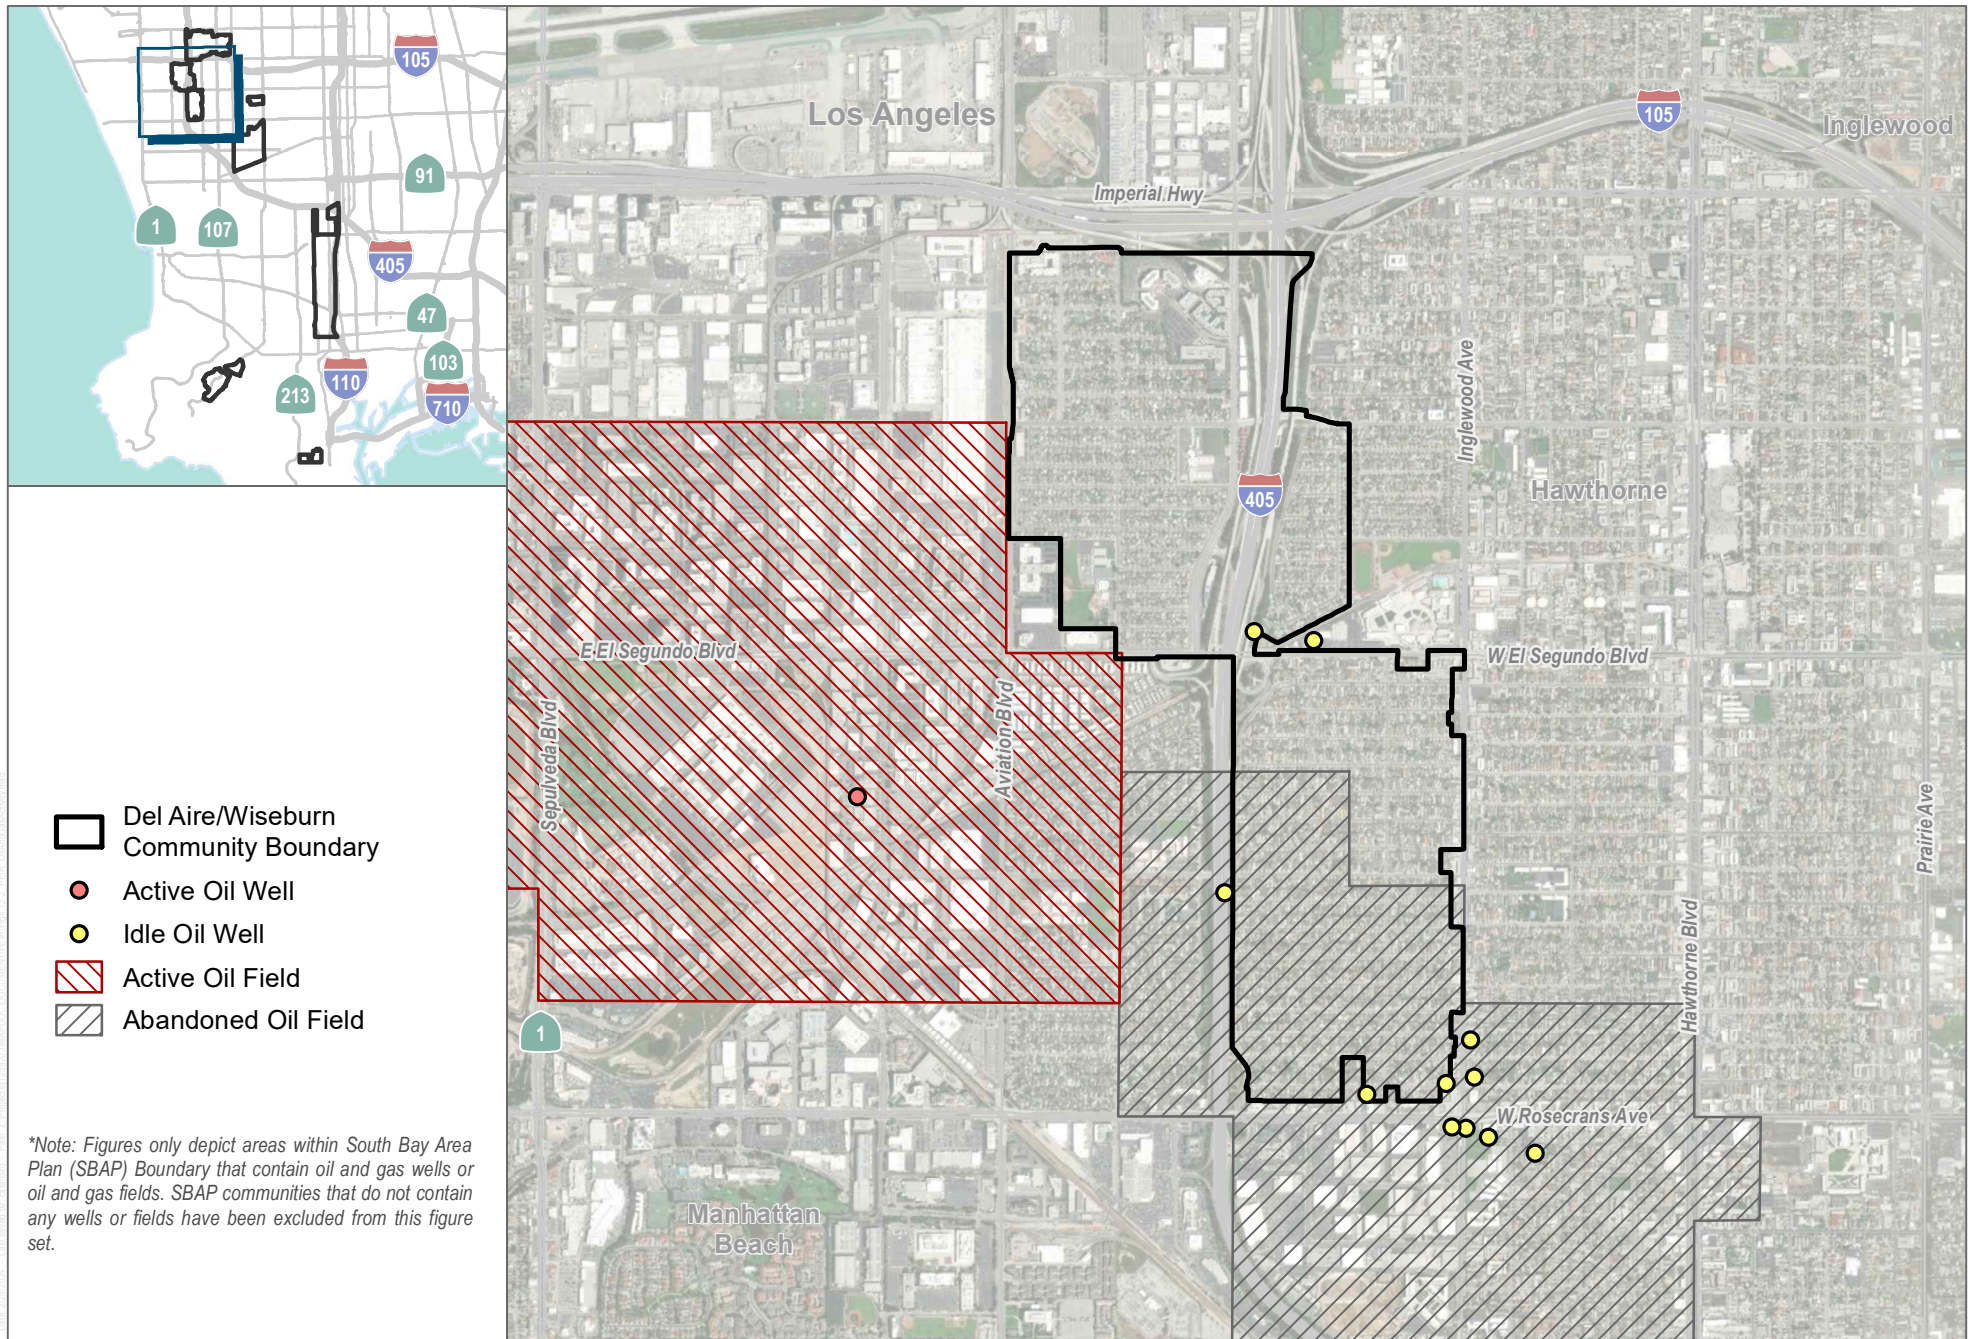 105
91
1
107
405
47
103
110
213
710
Del Aire/Wiseburn
Community Boundary
Active Oil Well
Idle Oil Well
Active Oil Field
Abandoned Oil Field
*Note: Figures only depict areas within South Bay Area
Plan (SBAP) Boundary that contain oil and gas wells or
oil and gas fields. SBAP communities that do not contain
any wells or fields have been excluded from this figure
set.
Los Angeles
105
Inglewood
Imperial Hwy
Inglewood Ave
Hawthorne
405
E El Segundo Blvd
W El Segundo Blvd
Sepulveda Blvd
Aviation Blvd
Prairie Ave
Hawthorne Blvd
1
W Rosecrans Ave
Manhattan
Beach